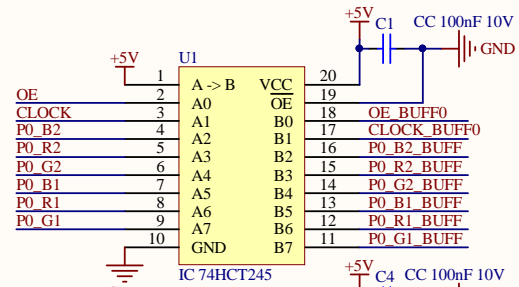 +5V
C1 CC 100nF 10V
+5V U1
GND
1 A -> B VCC 20
OE 2 A0 OE 19
CLOCK 3 A1 B0 18 OE_BUFF0
P0_B2 4 A2 B1 17 CLOCK_BUFF0
P0_R2 5 A3 B2 16 P0_B2_BUFF
P0_G2 6 A4 B3 15 P0_R2_BUFF
P0_B1 7 A5 B4 14 P0_G2_BUFF
P0_R1 8 A6 B5 13 P0_B1_BUFF
P0_G1 9 A7 B6 12 P0_R1_BUFF
10 GND B7 11 P0_G1_BUFF
IC 74HCT245
+5V C4 CC 100nF 10V